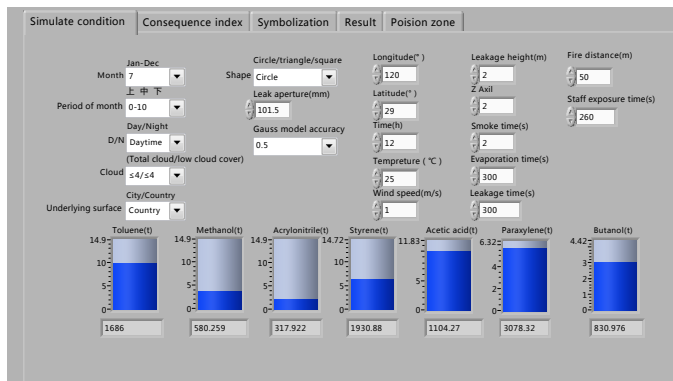 Simulate condition Consequence index Symbolization Result Poision zone
Jan-Dec
Month 7
上 中 下
Period of month 0-10
Day/Night
D/N Daytime
(Total cloud/low cloud cover)
Cloud ≤4/≤4
City/Country
Underlying surface Country
Circle/triangle/square
Shape Circle
Leak aperture(mm)
101.5
Gauss model accuracy
0.5
Longitude(°)
120
Latitude(°)
29
Time(h)
12
Tempreture (℃)
25
Wind speed(m/s)
1
Leakage height(m)
2
Z Axil
2
Smoke time(s)
2
Evaporation time(s)
300
Leakage time(s)
300
Fire distance(m)
50
Staff exposure time(s)
260
Toluene(t)
14.9
10
5
0
1686
Methanol(t)
14.9
10
5
0
580.259
Acrylonitrile(t)
14.9
10
5
0
317.922
Styrene(t)
14.72
10
5
0
1930.88
Acetic acid(t)
11.83
5
0
1104.27
Paraxylene(t)
6.32
4
2
0
3078.32
Butanol(t)
4.42
3
2
1
0
830.976